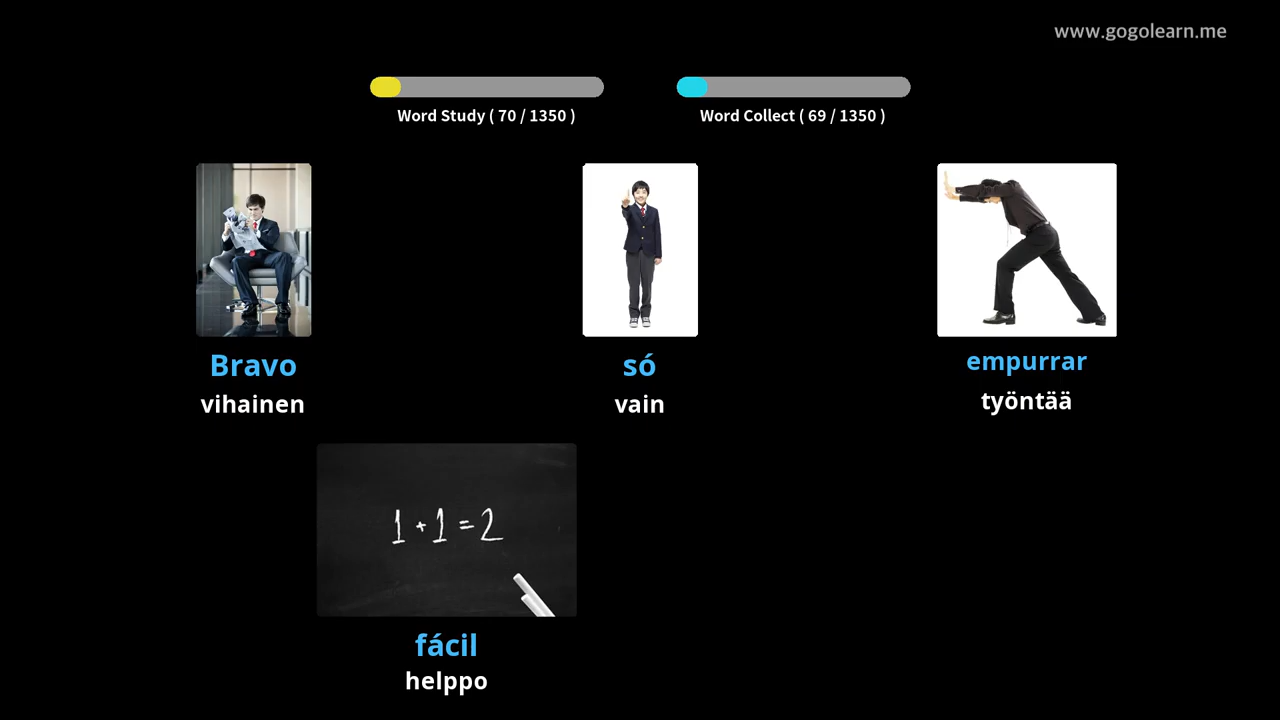 www.gogolearn.me
Word Study ( 70 / 1350 )
Word Collect ( 69 / 1350 )
Bravo
vihainen
só
vain
empurrar
työntää
1 + 1 = 2
fácil
helppo